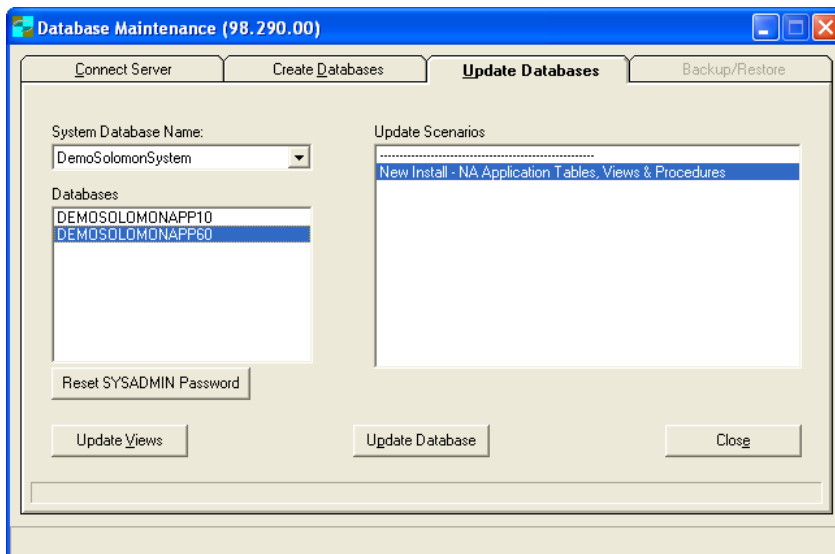 Database Maintenance (98.290.00)
Connect Server
Create Databases
Update Databases
Backup/Restore
System Database Name:
DemoSolomonSystem
Databases
DEMOSOLOMONAPP10
DEMOSOLOMONAPP60
Reset SYSADMIN Password
Update Scenarios
------------------------------------------------------
New Install - NA Application Tables, Views & Procedures
Update Views
Update Database
Close